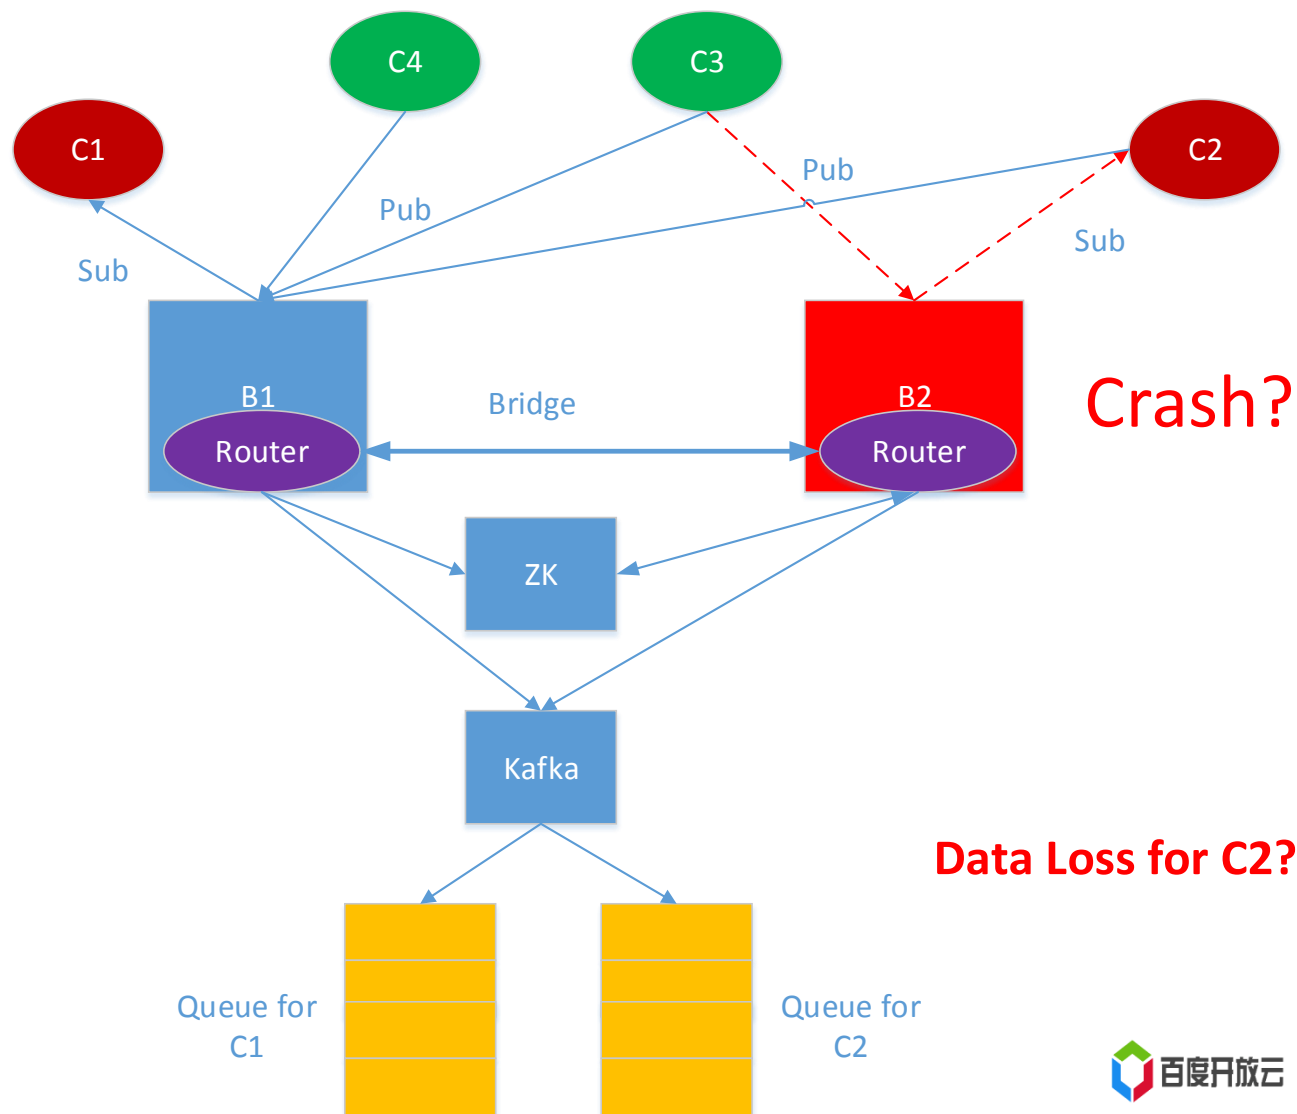 C4
C3
C1
C2
Pub
Pub
Sub
Sub
B1
B2
Crash?
Bridge
Router
Router
ZK
Kafka
Data Loss for C2?
Queue for
C1
Queue for
C2
百度开放云